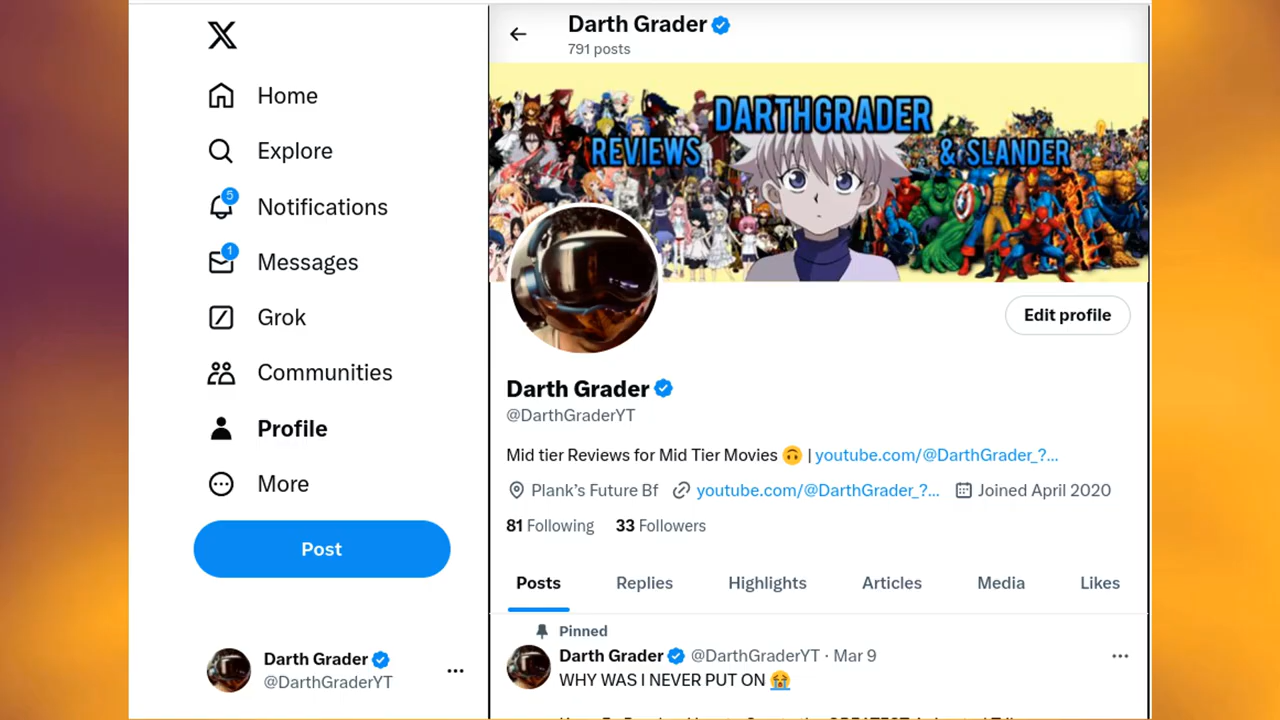 Darth Grader
791 posts
Home
Explore
5
Notifications
1
Messages
Grok
Communities
Profile
More
Post
Darth Grader
@DarthGraderYT
DARTHGRADER
REVIEWS & SLANDER
Edit profile
Darth Grader
@DarthGraderYT
Mid tier Reviews for Mid Tier Movies 🙃 | youtube.com/@DarthGrader_?...
Plank’s Future Bf youtube.com/@DarthGrader_?... Joined April 2020
81 Following 33 Followers
Posts Replies Highlights Articles Media Likes
Pinned
Darth Grader @DarthGraderYT · Mar 9
WHY WAS I NEVER PUT ON 😭